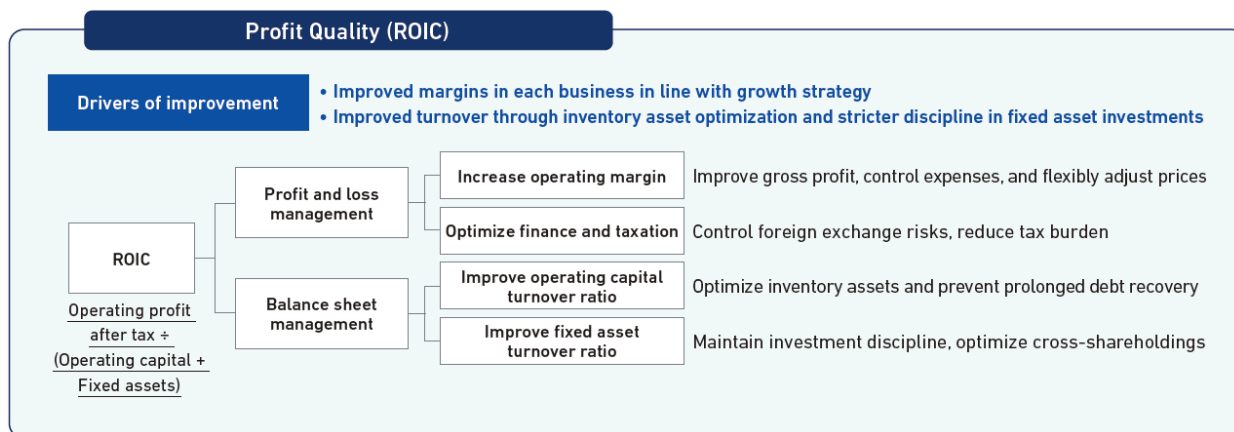 Profit Quality (ROIC)
Drivers of improvement
• Improved margins in each business in line with growth strategy
• Improved turnover through inventory asset optimization and stricter discipline in fixed asset investments
ROIC
Operating profit
after tax ÷
(Operating capital +
Fixed assets)
Profit and loss
management
Increase operating margin
Improve gross profit, control expenses, and flexibly adjust prices
Optimize finance and taxation
Control foreign exchange risks, reduce tax burden
Balance sheet
management
Improve operating capital
turnover ratio
Optimize inventory assets and prevent prolonged debt recovery
Improve fixed asset
turnover ratio
Maintain investment discipline, optimize cross-shareholdings